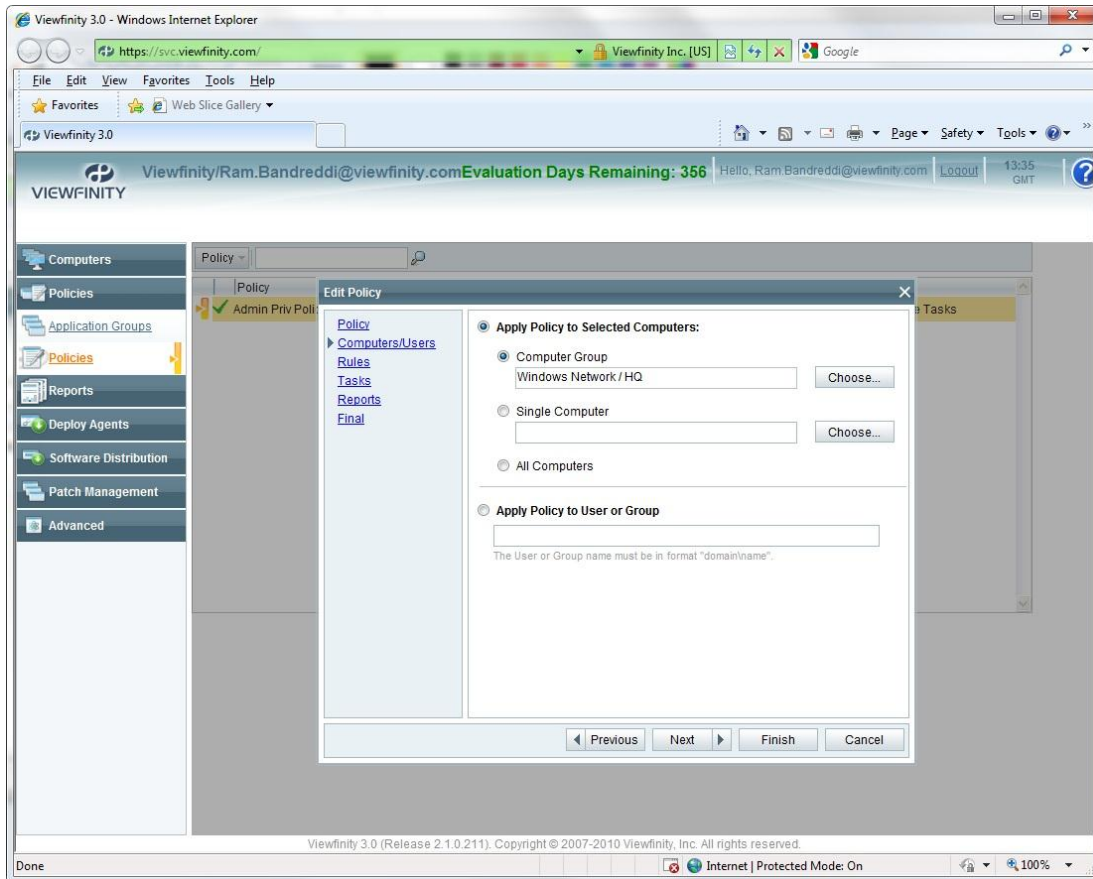 Viewfinity 3.0 - Windows Internet Explorer
https://svc.viewfinity.com/ Viewfinity Inc. [US] Google
File Edit View Favorites Tools Help
Favorites Web Slice Gallery
Viewfinity 3.0 Page Safety Tools
VIEWFINITY
Viewfinity/Ram.Bandreddi@viewfinity.comEvaluation Days Remaining: 356 Hello, Ram.Bandreddi@viewfinity.com Logout 13:35
GMT
Computers
Policies
Application Groups
Policies
Reports
Deploy Agents
Software Distribution
Patch Management
Advanced
Policy
Policy
Admin Priv Poli
e Tasks
Edit Policy
Policy
Computers/Users
Rules
Tasks
Reports
Final
Apply Policy to Selected Computers:
Computer Group
Windows Network / HQ Choose...
Single Computer
Choose...
All Computers
Apply Policy to User or Group
The User or Group name must be in format "domain\name".
Previous Next Finish Cancel
Viewfinity 3.0 (Release 2.1.0.211). Copyright © 2007-2010 Viewfinity, Inc. All rights reserved.
Done Internet | Protected Mode: On 100%